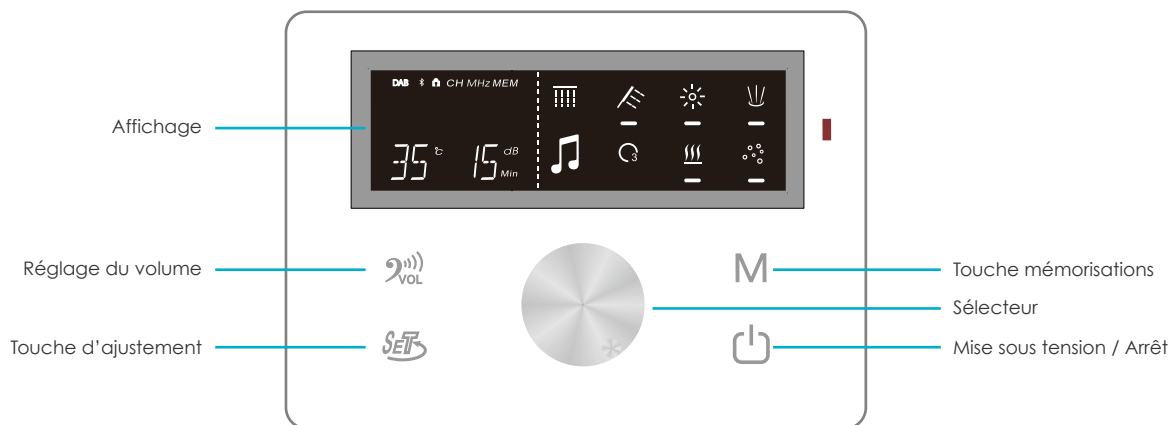 DAB CH MHz MEM
Affichage
35 °C 15 dB
Min
3
Réglage du volume
VOL
M
Touche mémorisations
Sélecteur
Touche d’ajustement
SET
Mise sous tension / Arrêt